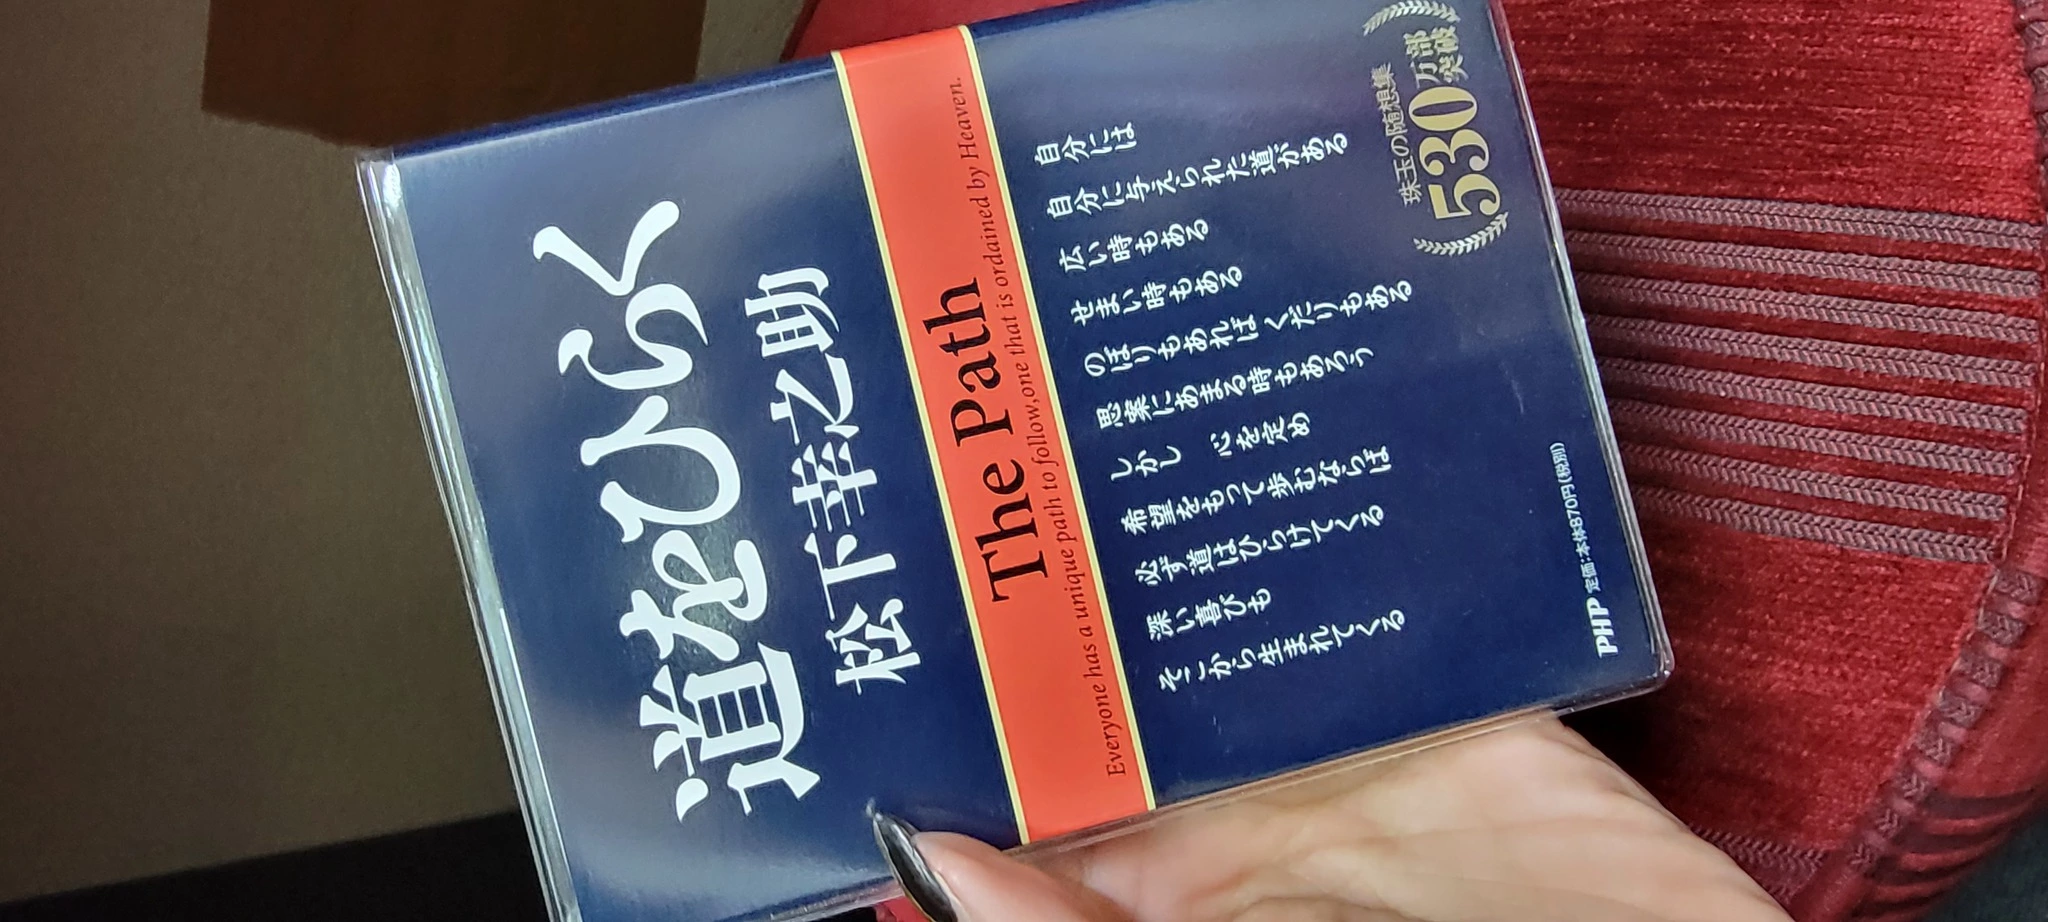 道をひらく
松下幸之助
The Path
Everyone has a unique path to follow,one that is ordained by Heaven.
自分には
自分に与えられた道がある
広い時もある
せまい時もある
のぼりもあれば くだりもある
思案にあまる時もあろう
しかし 心を定め
希望をもって歩むならば
必ず道はひらけてくる
深い喜びも
そこから生まれてくる
珠玉の随想集
530万部突破
PHP 定価:本体870円(税別)